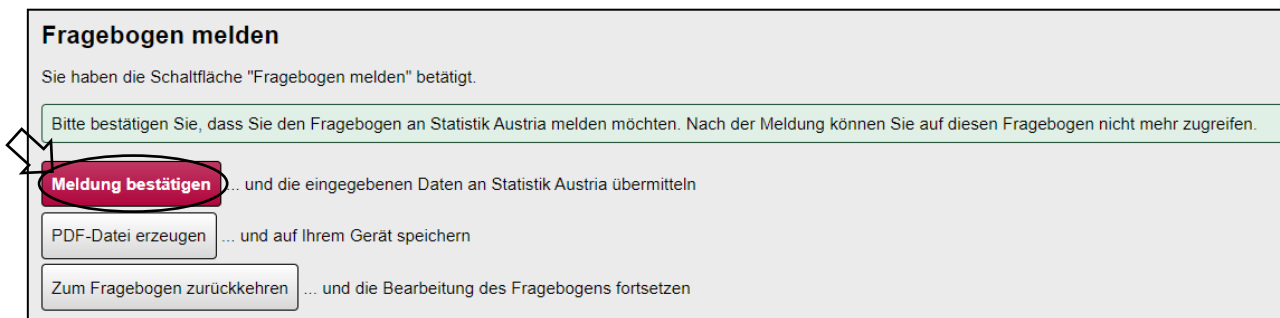 Fragebogen melden
Sie haben die Schaltfläche "Fragebogen melden" betätigt.
Bitte bestätigen Sie, dass Sie den Fragebogen an Statistik Austria melden möchten. Nach der Meldung können Sie auf diesen Fragebogen nicht mehr zugreifen.
Meldung bestätigen ... und die eingegebenen Daten an Statistik Austria übermitteln
PDF-Datei erzeugen ... und auf Ihrem Gerät speichern
Zum Fragebogen zurückkehren ... und die Bearbeitung des Fragebogens fortsetzen